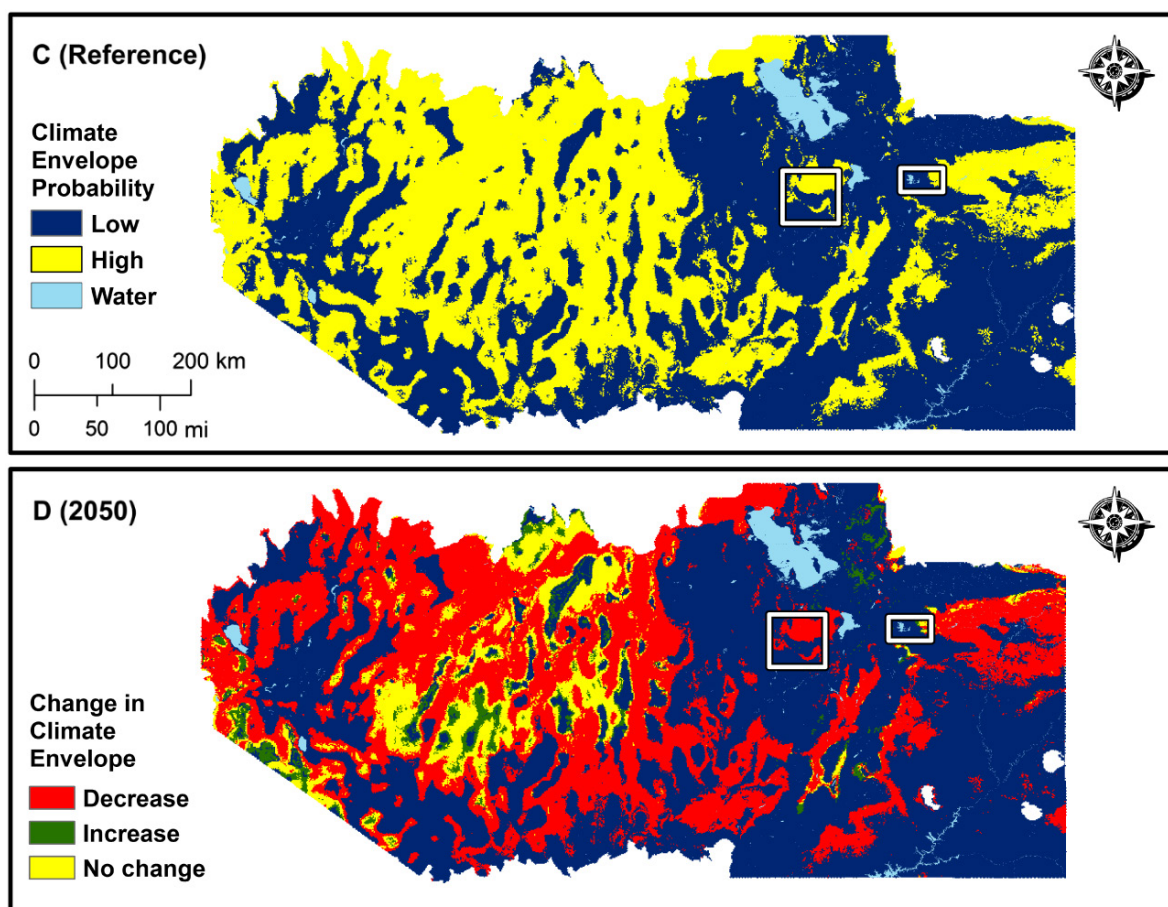 C (Reference)
Climate
Envelope
Probability
Low
High
Water
0 100 200 km
0 50 100 mi
D (2050)
Change in
Climate
Envelope
Decrease
Increase
No change